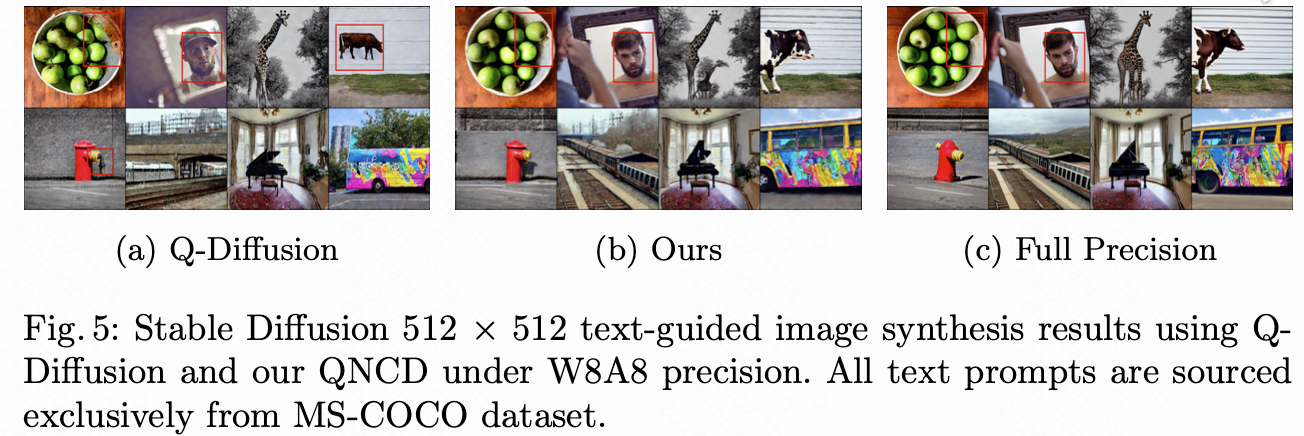 (a) Q-Diffusion
(b) Ours
(c) Full Precision
Fig. 5: Stable Diffusion 512 × 512 text-guided image synthesis results using Q-
Diffusion and our QNCD under W8A8 precision. All text prompts are sourced
exclusively from MS-COCO dataset.